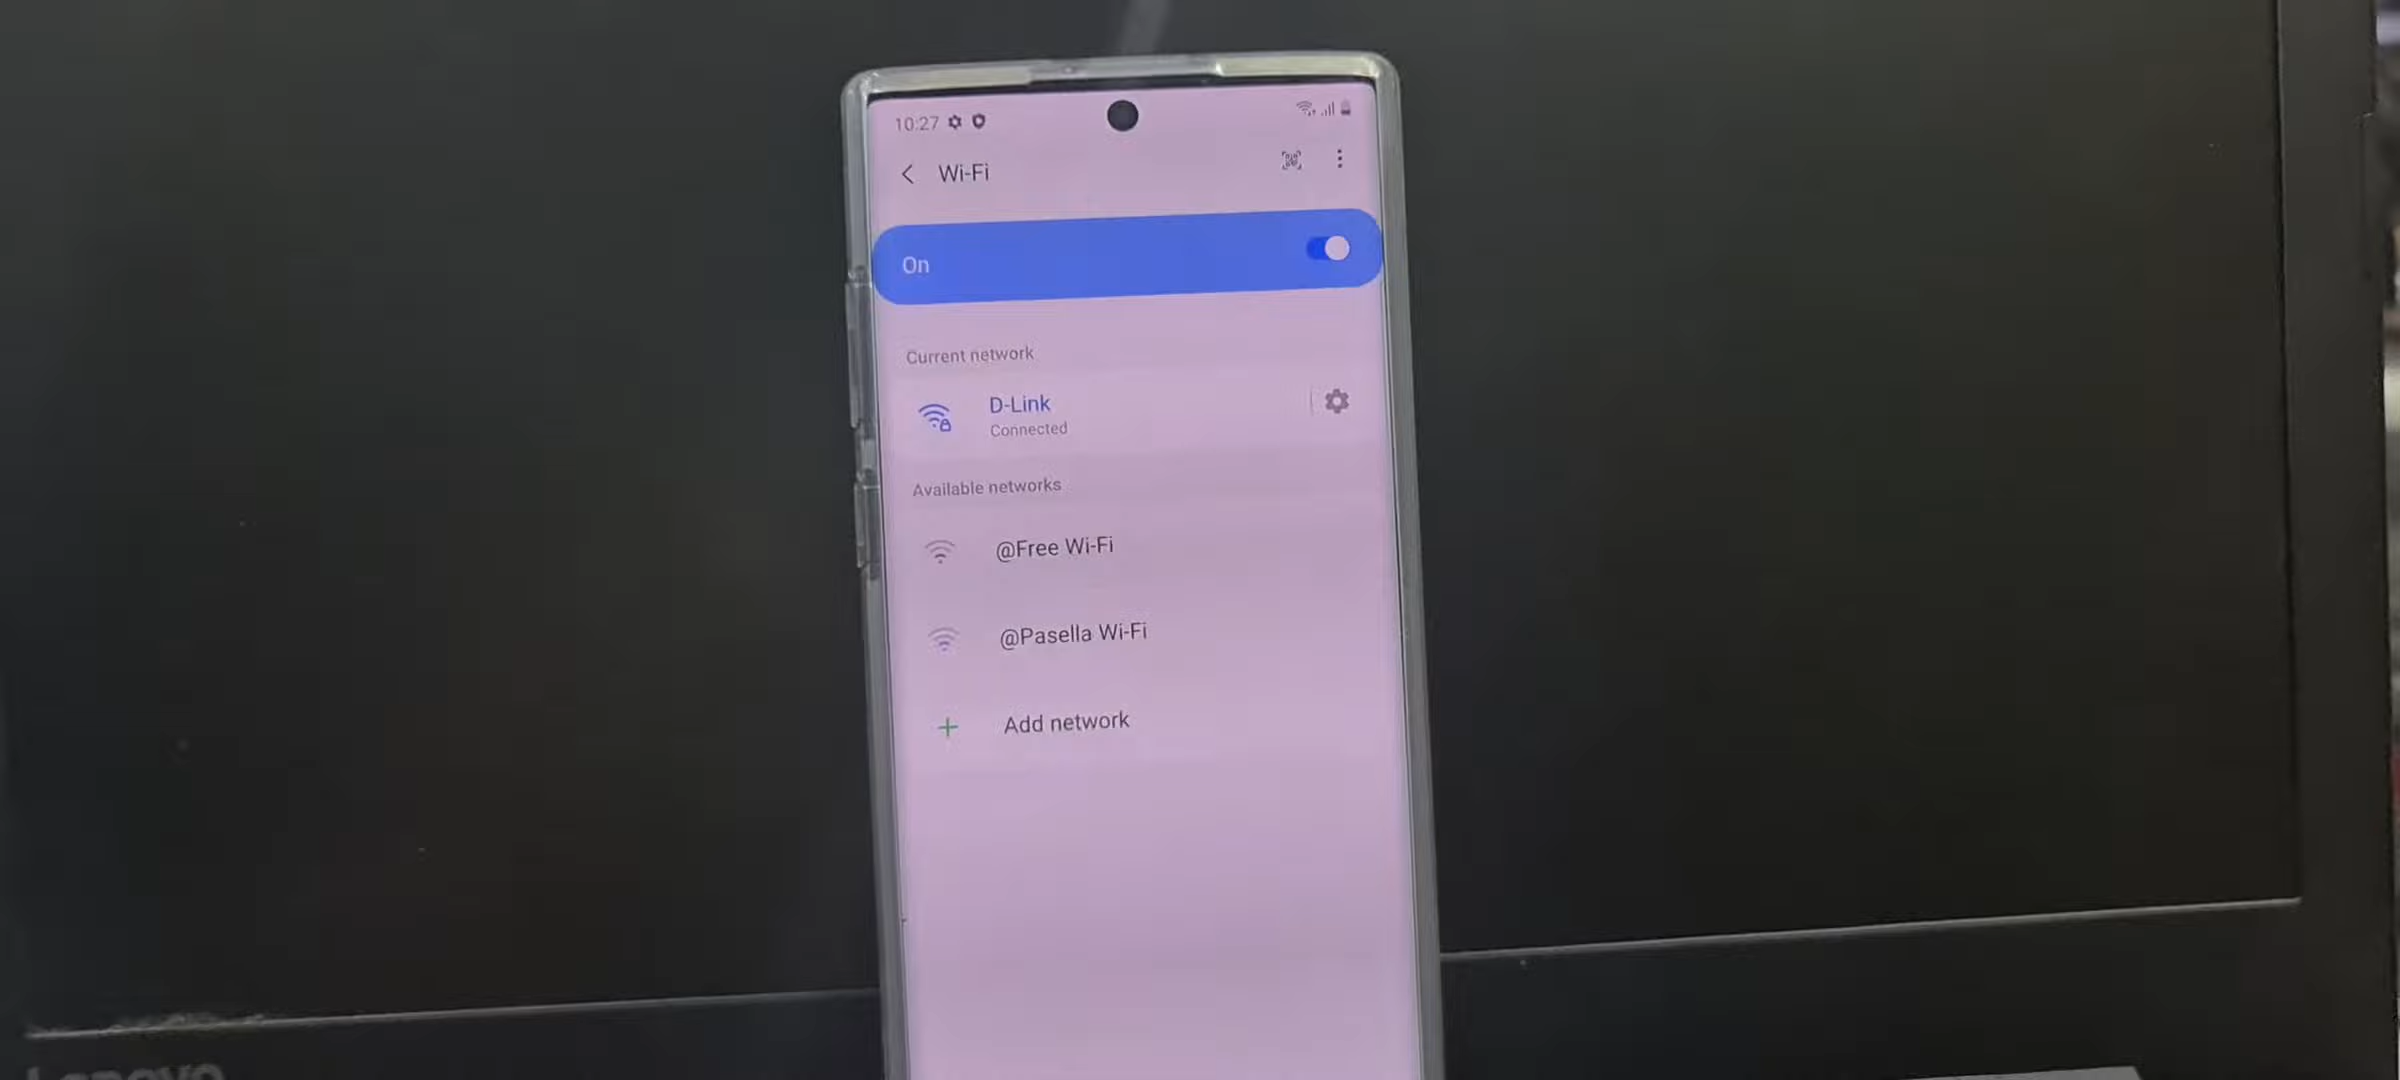 10:27
Wi-Fi
On
Current network
D-Link
Connected
Available networks
@Free Wi-Fi
@Pasella Wi-Fi
Add network
Lenovo